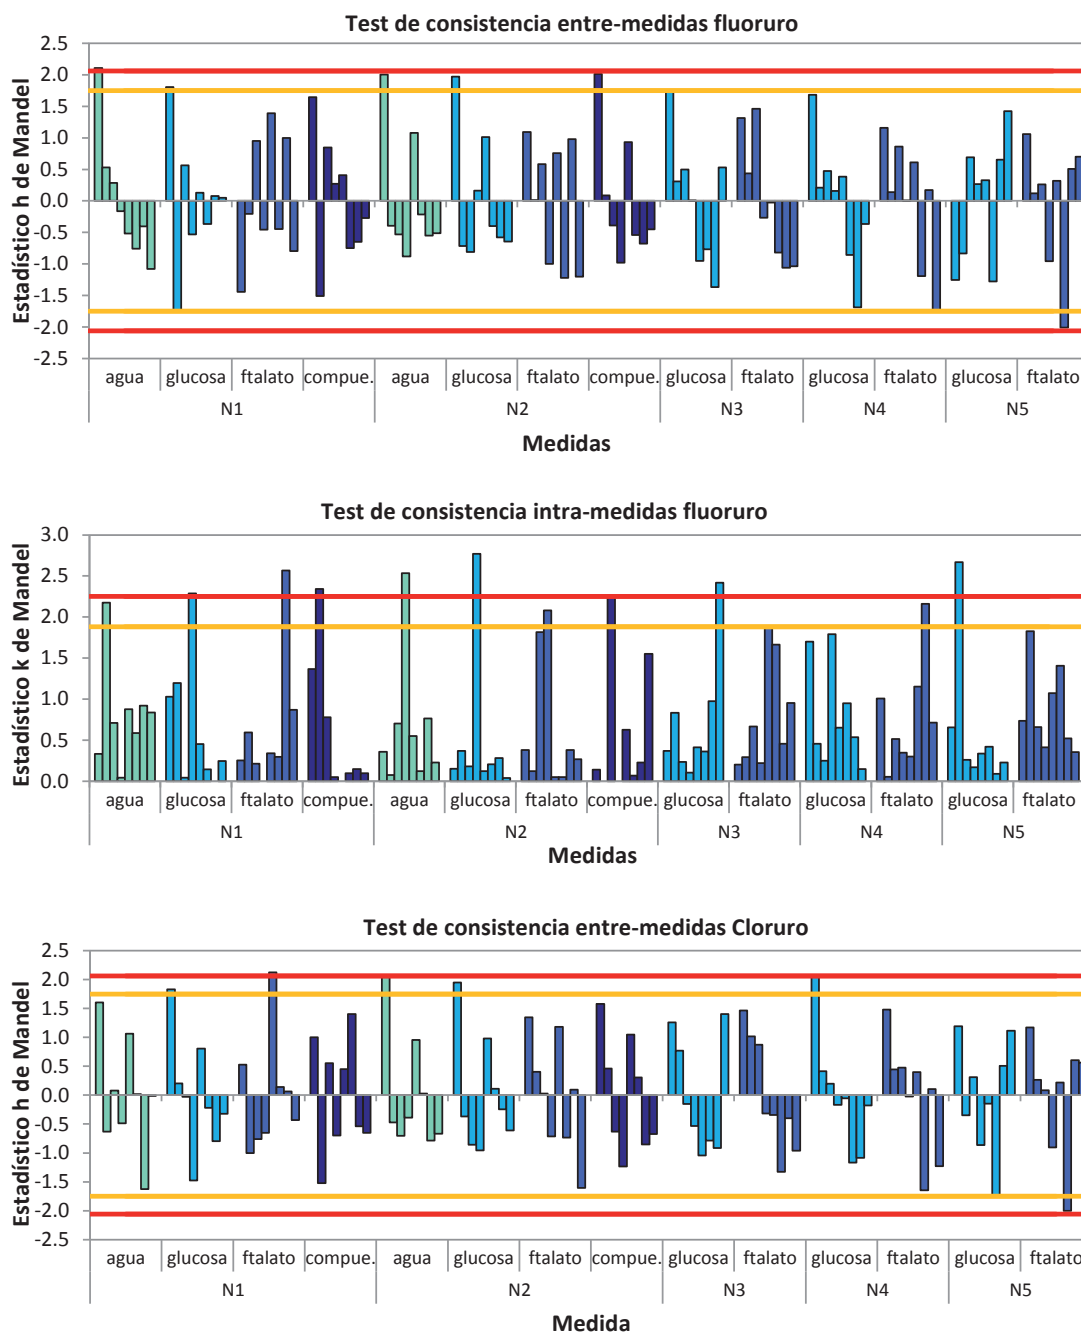 Test de consistencia entre-medidas fluoruro
Estadístico h de Mandel
2.5
2.0
1.5
1.0
0.5
0.0
-0.5
-1.0
-1.5
-2.0
-2.5
agua glucosa ftalato compue. agua glucosa ftalato compue. glucosa ftalato glucosa ftalato glucosa ftalato
N1 N2 N3 N4 N5
Medidas
Test de consistencia intra-medidas fluoruro
Estadístico k de Mandel
3.0
2.5
2.0
1.5
1.0
0.5
0.0
agua glucosa ftalato compue. agua glucosa ftalato compue. glucosa ftalato glucosa ftalato glucosa ftalato
N1 N2 N3 N4 N5
Medidas
Test de consistencia entre-medidas Cloruro
Estadístico h de Mandel
2.5
2.0
1.5
1.0
0.5
0.0
-0.5
-1.0
-1.5
-2.0
-2.5
agua glucosa ftalato compue. agua glucosa ftalato compue. glucosa ftalato glucosa ftalato glucosa ftalato
N1 N2 N3 N4 N5
Medida